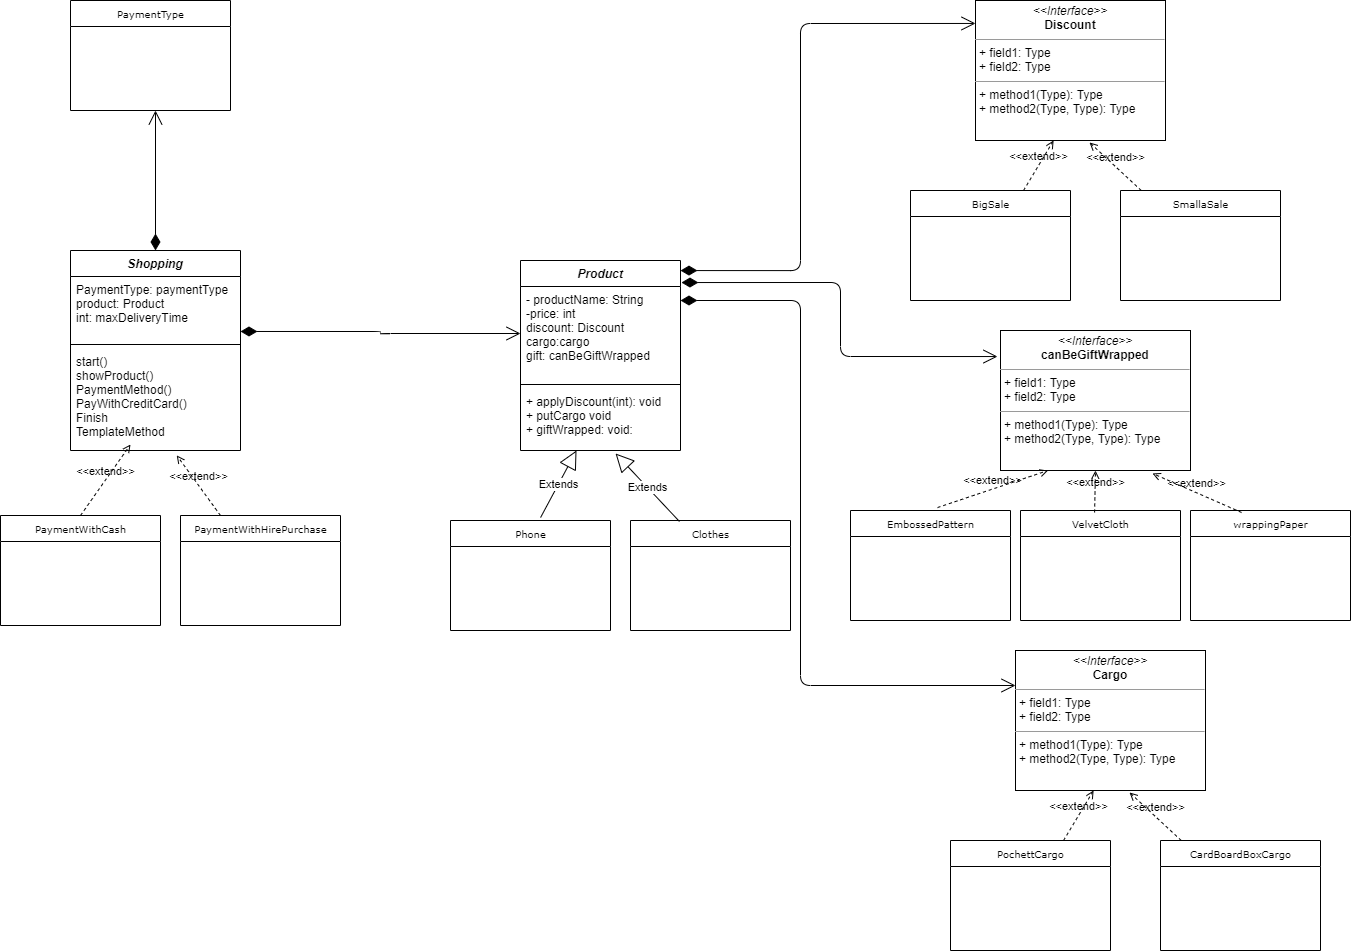 PaymentType
<<Interface>>
Discount
+ field1: Type
+ field2: Type
+ method1(Type): Type
+ method2(Type, Type): Type
<<extend>>
<<extend>>
BigSale
SmallaSale
Shopping
PaymentType: paymentType
product: Product
int: maxDeliveryTime
start()
showProduct()
PaymentMethod()
PayWithCreditCard()
Finish
TemplateMethod
<<extend>>
<<extend>>
PaymentWithCash
PaymentWithHirePurchase
Product
- productName: String
-price: int
discount: Discount
cargo:cargo
gift: canBeGiftWrapped
+ applyDiscount(int): void
+ putCargo void
+ giftWrapped: void:
Extends
Extends
Phone
Clothes
<<Interface>>
canBeGiftWrapped
+ field1: Type
+ field2: Type
+ method1(Type): Type
+ method2(Type, Type): Type
<<extend>>
<<extend>>
<<extend>>
EmbossedPattern
VelvetCloth
wrappingPaper
<<Interface>>
Cargo
+ field1: Type
+ field2: Type
+ method1(Type): Type
+ method2(Type, Type): Type
<<extend>>
<<extend>>
PochettCargo
CardBoardBoxCargo